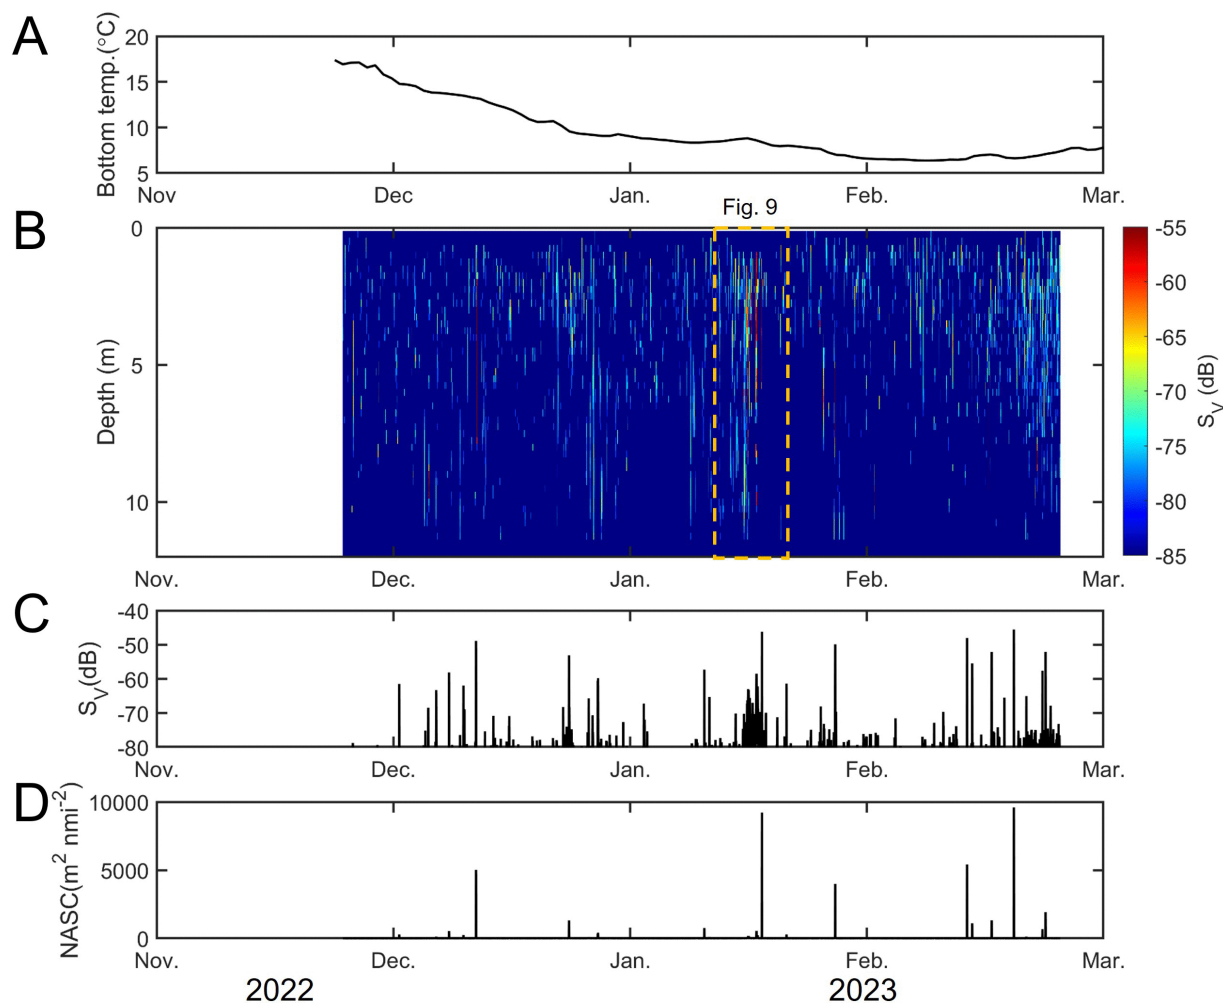 A
Bottom temp.(°C)
20
15
10
5
Nov Dec Jan. Feb. Mar.
Fig. 9
B
Depth (m)
0
5
10
Nov. Dec. Jan. Feb. Mar.
-55
-60
-65
-70
-75
-80
-85
S_V (dB)
C
S_V(dB)
-40
-50
-60
-70
-80
Nov. Dec. Jan. Feb. Mar.
D
NASC(m² nmi⁻²)
10000
5000
0
Nov. Dec. Jan. Feb. Mar.
2022 2023